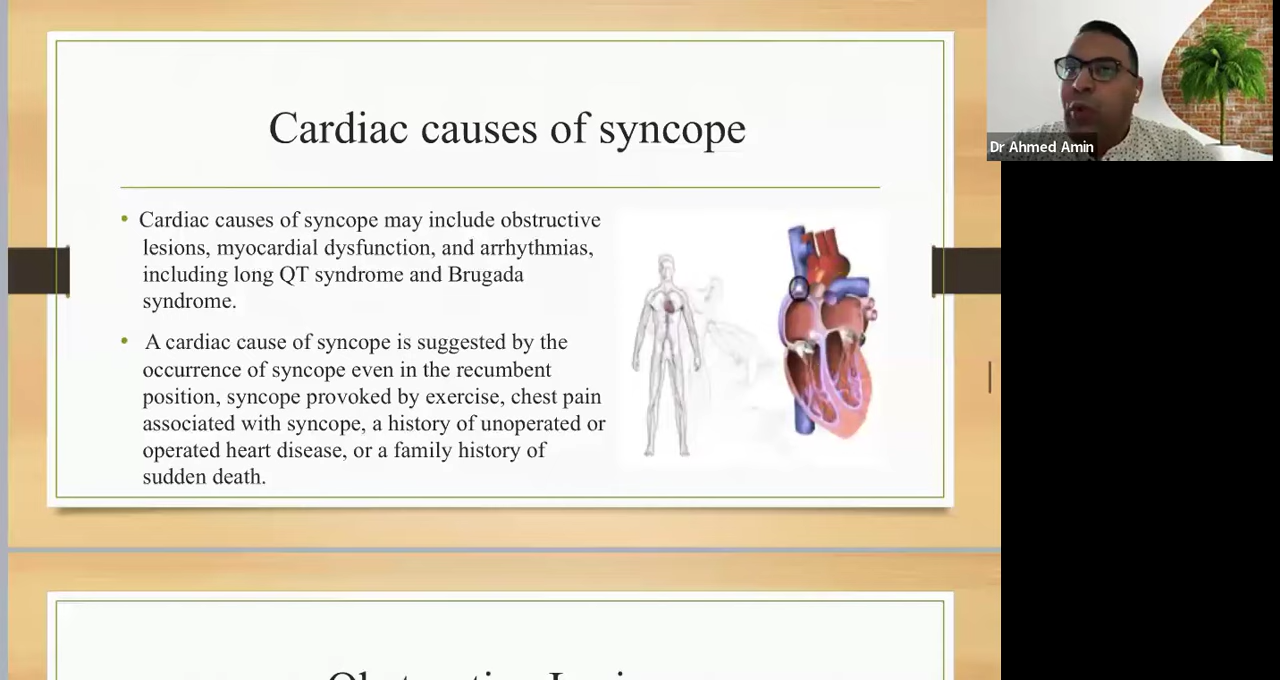 Cardiac causes of syncope
• Cardiac causes of syncope may include obstructive
lesions, myocardial dysfunction, and arrhythmias,
including long QT syndrome and Brugada
syndrome.
• A cardiac cause of syncope is suggested by the
occurrence of syncope even in the recumbent
position, syncope provoked by exercise, chest pain
associated with syncope, a history of unoperated or
operated heart disease, or a family history of
sudden death.
Dr Ahmed Amin